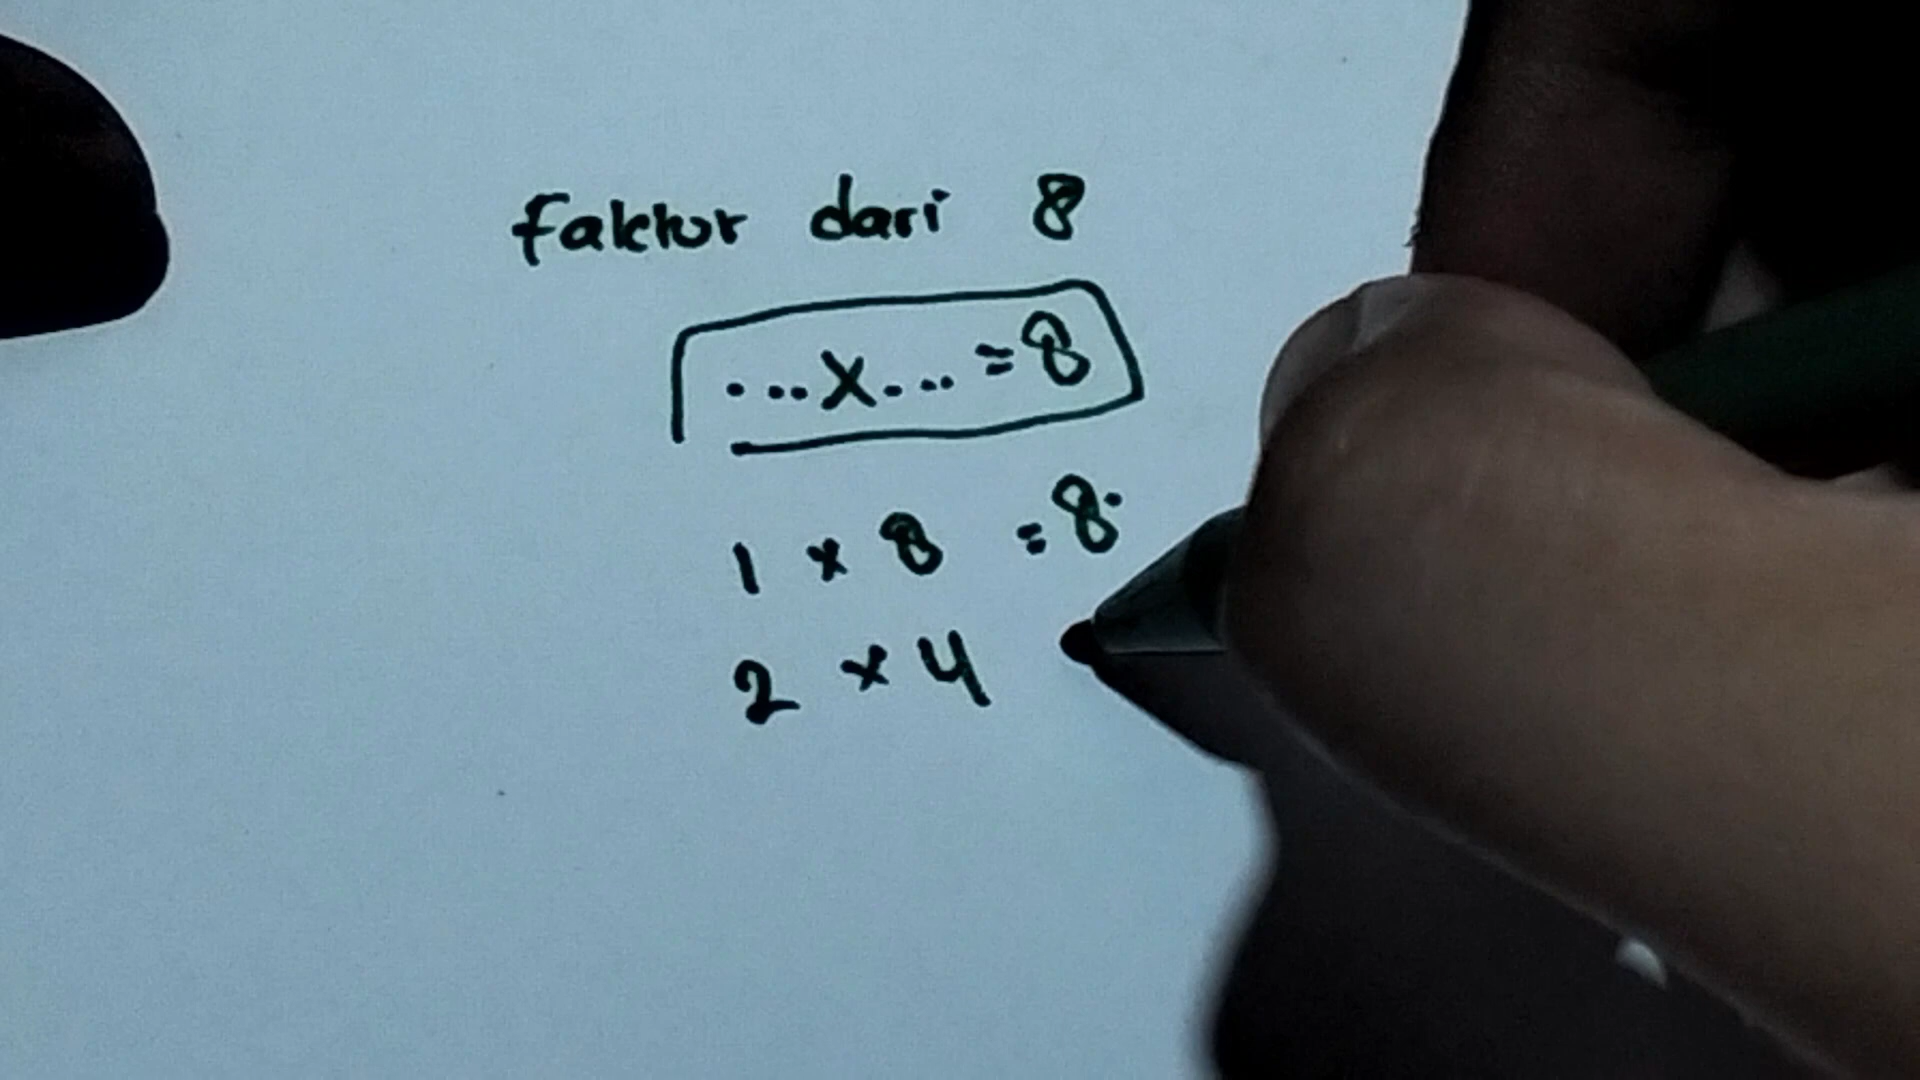 faktor dari 8
...x... = 8
1 x 8 = 8
2 x 4